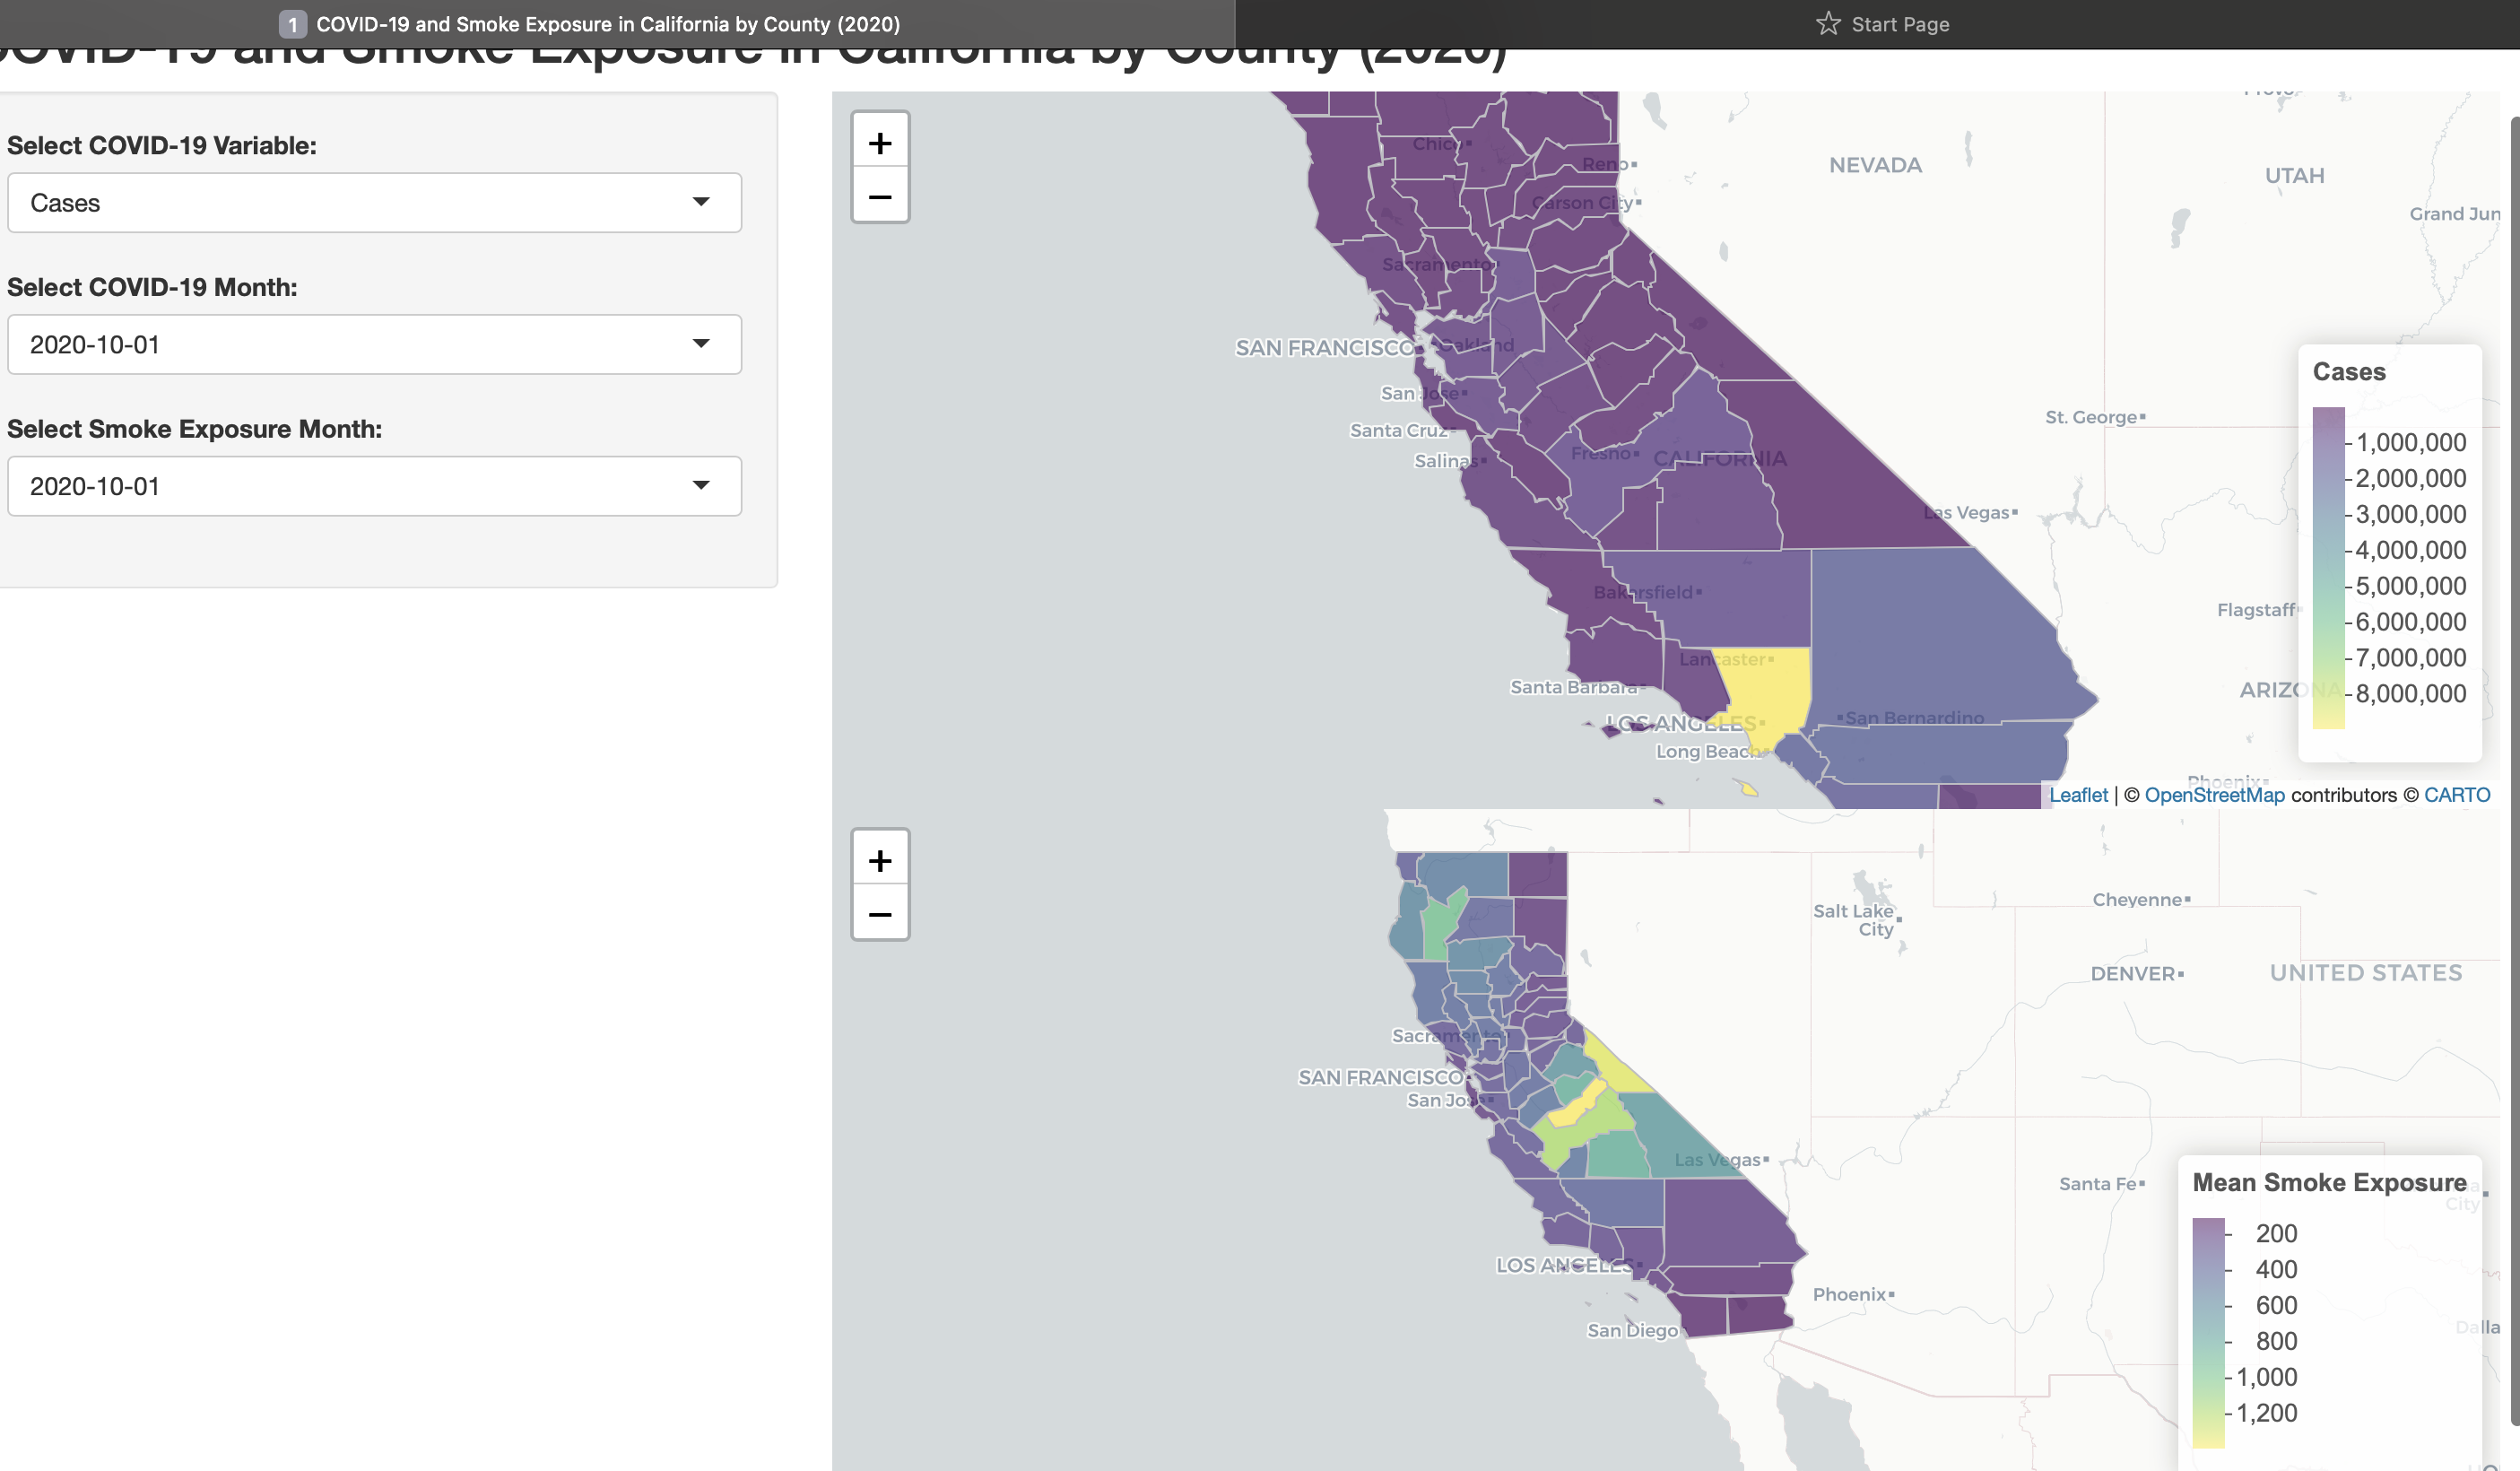 1 COVID-19 and Smoke Exposure in California by County (2020)
Start Page
COVID-19 and Smoke Exposure in California by County (2020)
Select COVID-19 Variable:
Cases
Select COVID-19 Month:
2020-10-01
Select Smoke Exposure Month:
2020-10-01
+
−
Provo
Chico
Reno
NEVADA
UTAH
Carson City
Grand Jun
Sacramento
SAN FRANCISCO
Oakland
San Jose
Santa Cruz
Salinas
Fresno
CALIFORNIA
St. George
Las Vegas
Bakersfield
Flagstaff
Lancaster
Santa Barbara
ARIZONA
LOS ANGELES
San Bernardino
Long Beach
Phoenix
Cases
1,000,000
2,000,000
3,000,000
4,000,000
5,000,000
6,000,000
7,000,000
8,000,000
Leaflet | © OpenStreetMap contributors © CARTO
+
−
Salt Lake
City
Cheyenne
DENVER
UNITED STATES
Sacramento
SAN FRANCISCO
San Jose
Las Vegas
Santa Fe
City
LOS ANGELES
Phoenix
San Diego
Dalla
Mean Smoke Exposure
200
400
600
800
1,000
1,200